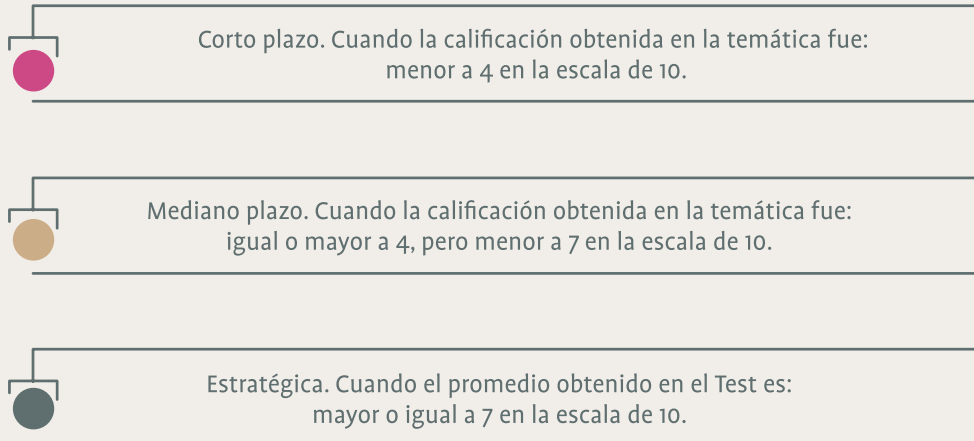 Corto plazo. Cuando la calificación obtenida en la temática fue:
menor a 4 en la escala de 10.
Mediano plazo. Cuando la calificación obtenida en la temática fue:
igual o mayor a 4, pero menor a 7 en la escala de 10.
Estratégica. Cuando el promedio obtenido en el Test es:
mayor o igual a 7 en la escala de 10.